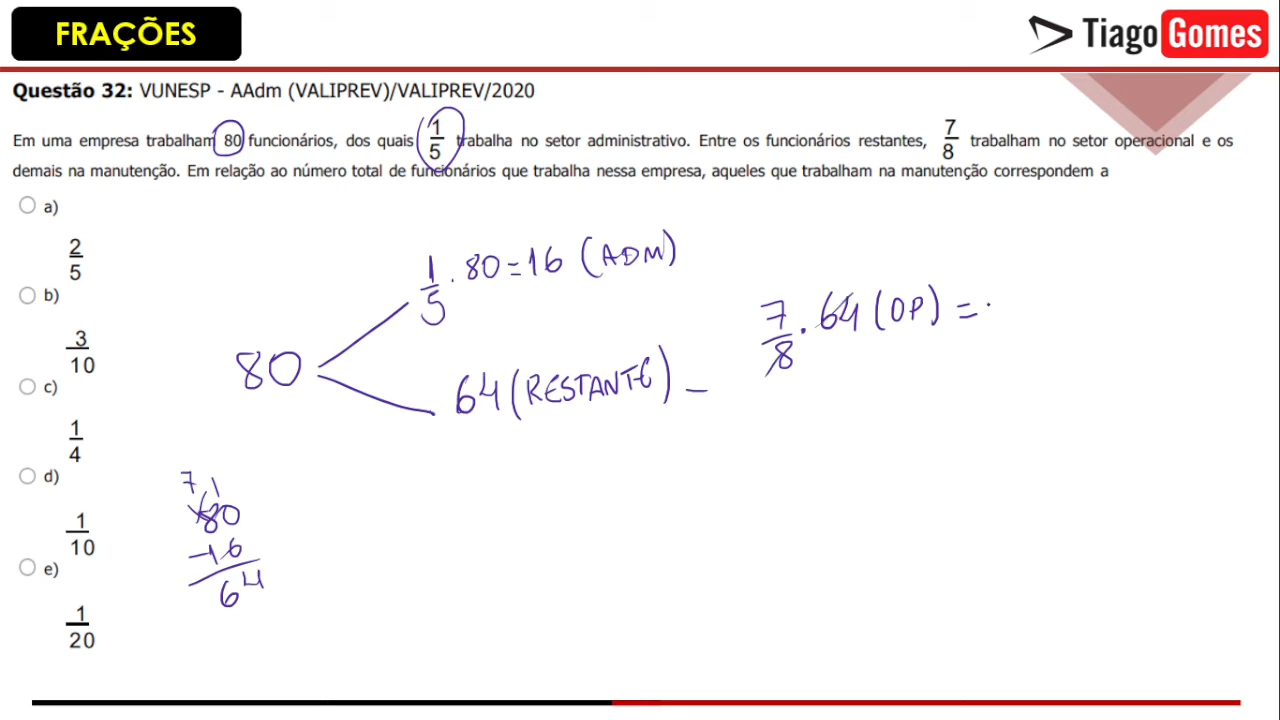 FRAÇÕES
Tiago Gomes
Questão 32: VUNESP - AAdm (VALIPREV)/VALIPREV/2020
Em uma empresa trabalham 80 funcionários, dos quais 1/5 trabalha no setor administrativo. Entre os funcionários restantes, 7/8 trabalham no setor operacional e os
demais na manutenção. Em relação ao número total de funcionários que trabalha nessa empresa, aqueles que trabalham na manutenção correspondem a
a)
2/5
b)
3/10
c)
1/4
d)
1/10
e)
1/20
1/5 . 80 = 16 (ADM)
80
64 (RESTANTE) -
7/8 . 64 (OP) =
7 1
80
-16
64